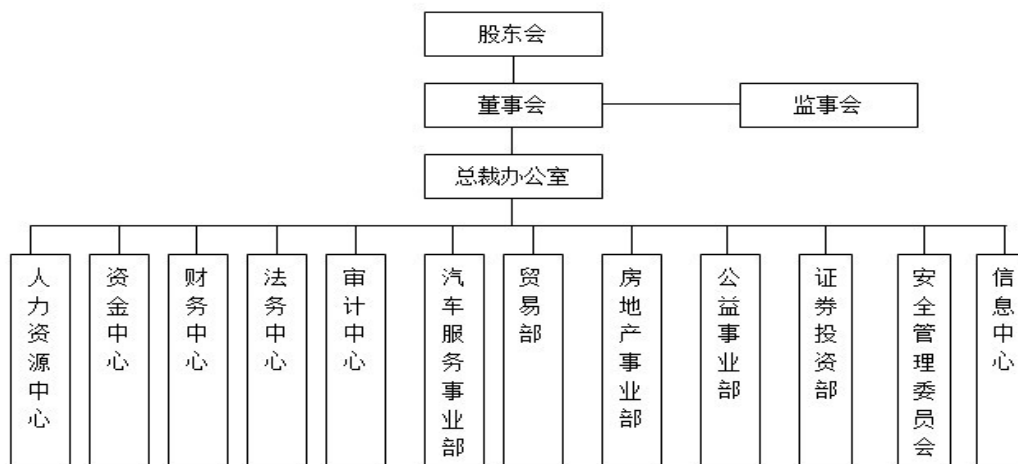 股东会
董事会
监事会
总裁办公室
人力资源中心
资金中心
财务中心
法务中心
审计中心
汽车服务事业部
贸易部
房地产事业部
公益事业部
证券投资部
安全管理委员会
信息中心